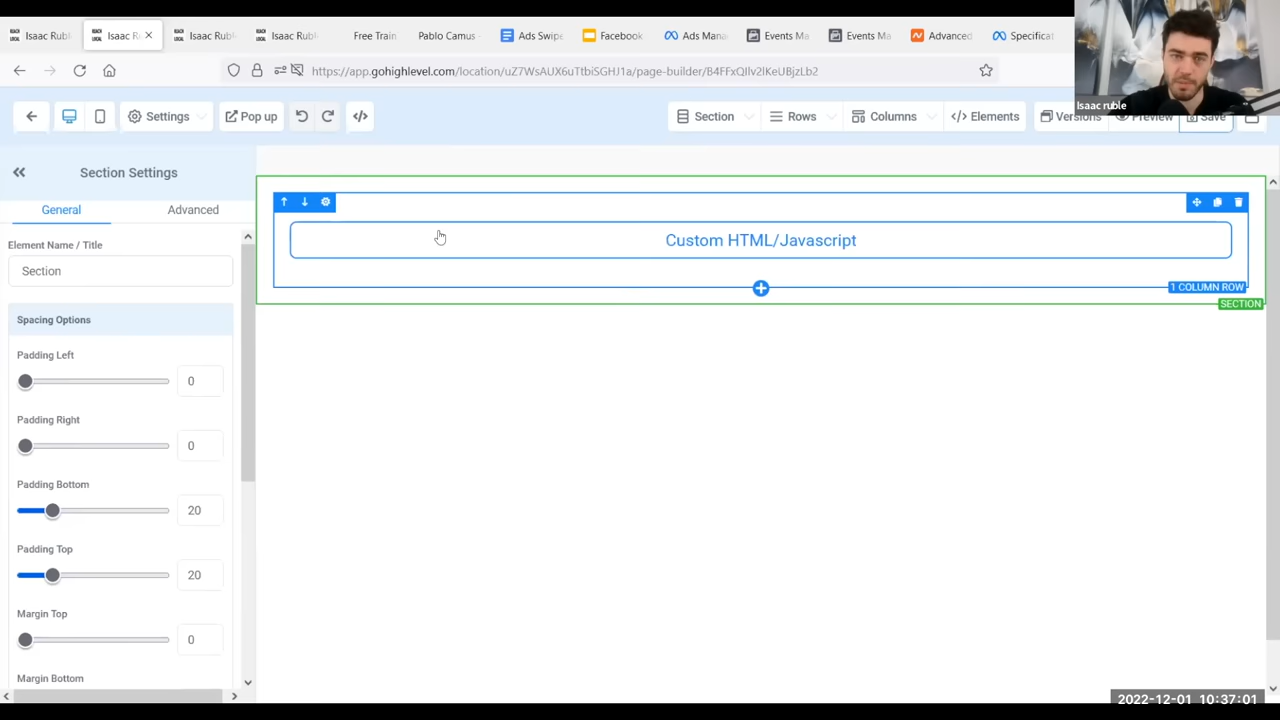 Isaac Rubl
Isaac R
Isaac Rubl
Isaac Rubl
Free Train
Pablo Camus
Ads Swipe
Facebook
Ads Mana
Events Ma
Events Ma
Advanced
Specificat
https://app.gohighlevel.com/location/uZ7WsAUX6uTtbiSGHJ1a/page-builder/B4FFxQIlv2lKeUBjzLb2
Isaac ruble
Settings
Pop up
Section
Rows
Columns
</> Elements
Versions
Preview
Save
Section Settings
General
Advanced
Element Name / Title
Section
Spacing Options
Padding Left
0
Padding Right
0
Padding Bottom
20
Padding Top
20
Margin Top
0
Margin Bottom
Custom HTML/Javascript
1 COLUMN ROW
SECTION
2022-12-01 10:37:01